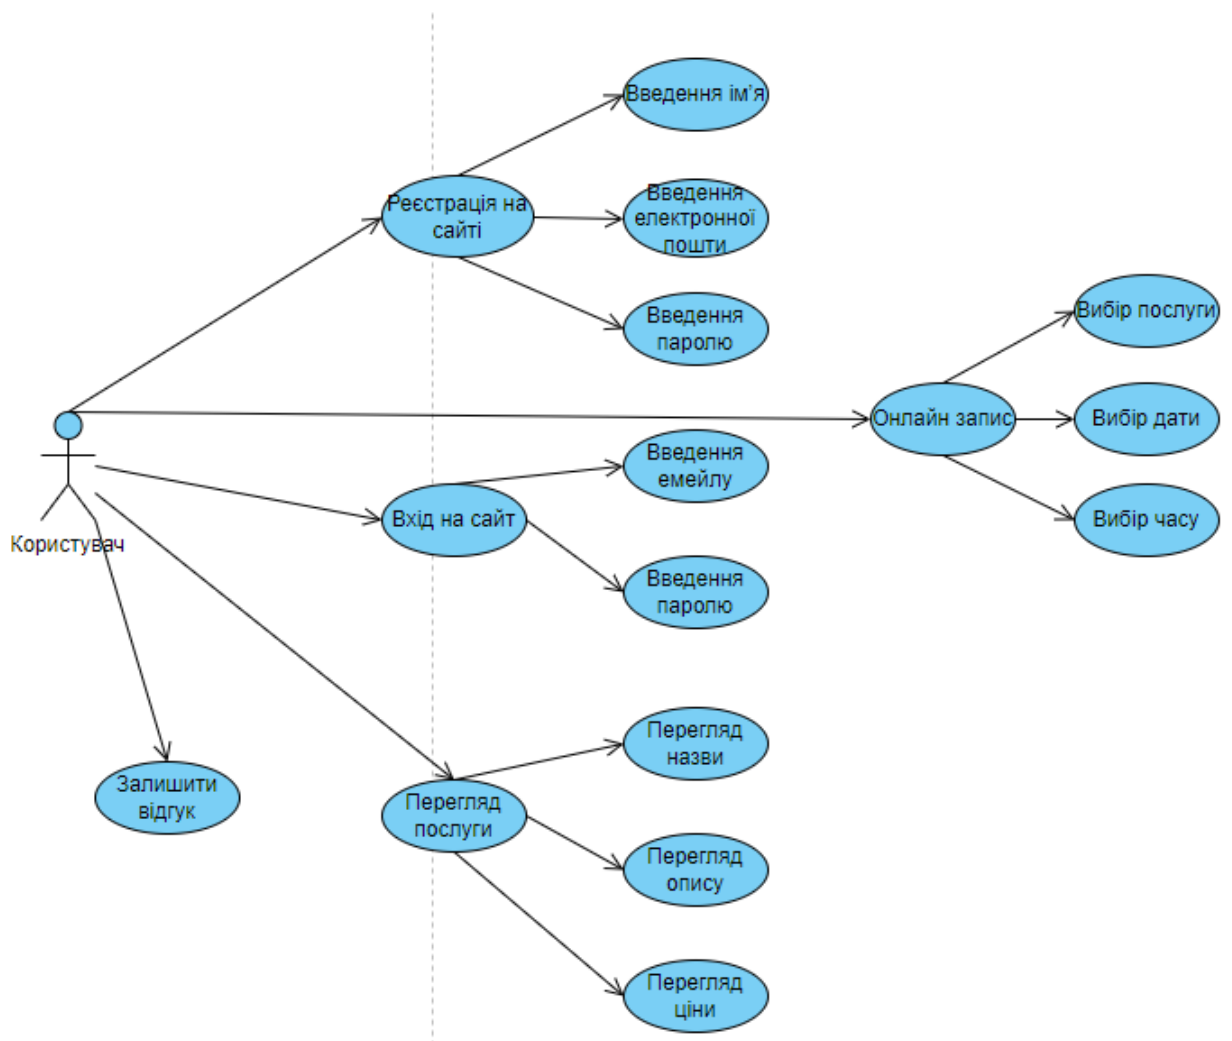 Введення ім’я
Реєстрація на
сайті
Введення
електронної
пошти
Введення
паролю
Вибір послуги
Онлайн запис
Вибір дати
Вибір часу
Користувач
Введення
емейлу
Вхід на сайт
Введення
паролю
Залишити
відгук
Перегляд
назви
Перегляд
послуги
Перегляд
опису
Перегляд
ціни